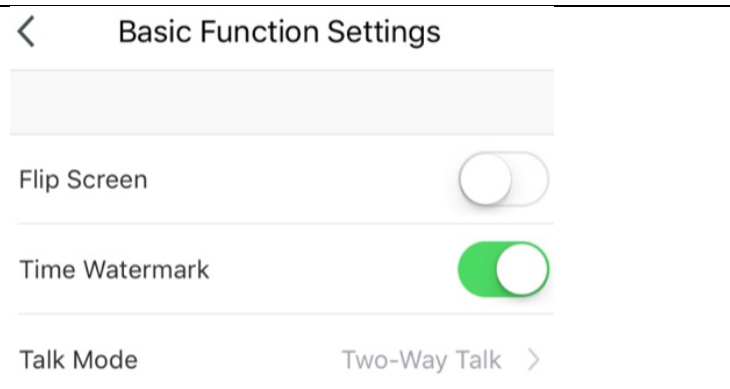 Basic Function Settings
Flip Screen
Time Watermark
Talk Mode Two-Way Talk